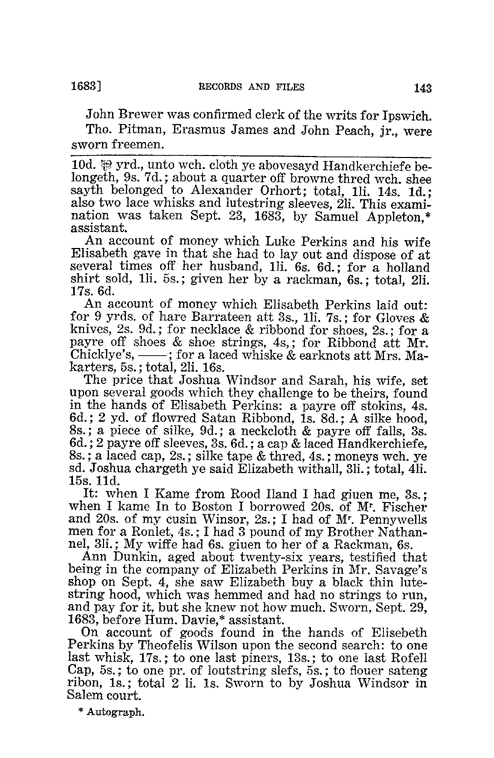 1683] RECORDS AND FILES 143
John Brewer was confirmed clerk of the writs for Ipswich.
Tho. Pitman, Erasmus James and John Peach, jr., were
sworn freemen.
10d. ⅌ yrd., unto wch. cloth ye abovesayd Handkerchiefe be-
longeth, 9s. 7d.; about a quarter off browne thred wch. shee
sayth belonged to Alexander Orhort; total, 1li. 14s. 1d.;
also two lace whisks and lutestring sleeves, 2li. This exami-
nation was taken Sept. 23, 1683, by Samuel Appleton,*
assistant.
An account of money which Luke Perkins and his wife
Elisabeth gave in that she had to lay out and dispose of at
several times off her husband, 1li. 6s. 6d.; for a holland
shirt sold, 1li. 5s.; given her by a rackman, 6s.; total, 2li.
17s. 6d.
An account of money which Elisabeth Perkins laid out:
for 9 yrds. of hare Barrateen att 3s., 1li. 7s.; for Gloves &
knives, 2s. 9d.; for necklace & ribbond for shoes, 2s.; for a
payre off shoes & shoe strings, 4s,; for Ribbond att Mr.
Chicklye's, ——; for a laced whiske & earknots att Mrs. Ma-
karters, 5s.; total, 2li. 16s.
The price that Joshua Windsor and Sarah, his wife, set
upon several goods which they challenge to be theirs, found
in the hands of Elisabeth Perkins: a payre off stokins, 4s.
6d.; 2 yd. of flowred Satan Ribbond, 1s. 8d.; A silke hood,
8s.; a piece of silke, 9d.; a neckcloth & payre off falls, 3s.
6d.; 2 payre off sleeves, 3s. 6d.; a cap & laced Handkerchiefe,
8s.; a laced cap, 2s.; silke tape & thred, 4s.; moneys wch. ye
sd. Joshua chargeth ye said Elizabeth withall, 3li.; total, 4li.
15s. 11d.
It: when I Kame from Rood Iland I had giuen me, 3s.;
when I kame In to Boston I borrowed 20s. of Mr. Fischer
and 20s. of my cusin Winsor, 2s.; I had of Mr. Pennywells
men for a Ronlet, 4s.; I had 3 pound of my Brother Nathan-
nel, 3li.; My wiffe had 6s. giuen to her of a Rackman, 6s.
Ann Dunkin, aged about twenty-six years, testified that
being in the company of Elizabeth Perkins in Mr. Savage's
shop on Sept. 4, she saw Elizabeth buy a black thin lute-
string hood, which was hemmed and had no strings to run,
and pay for it, but she knew not how much. Sworn, Sept. 29,
1683, before Hum. Davie,* assistant.
On account of goods found in the hands of Elisebeth
Perkins by Theofelis Wilson upon the second search: to one
last whisk, 17s.; to one last piners, 13s.; to one last Rofell
Cap, 5s.; to one pr. of loutstring slefs, 5s.; to flouer sateng
ribon, 1s.; total 2 li. 1s. Sworn to by Joshua Windsor in
Salem court.
* Autograph.